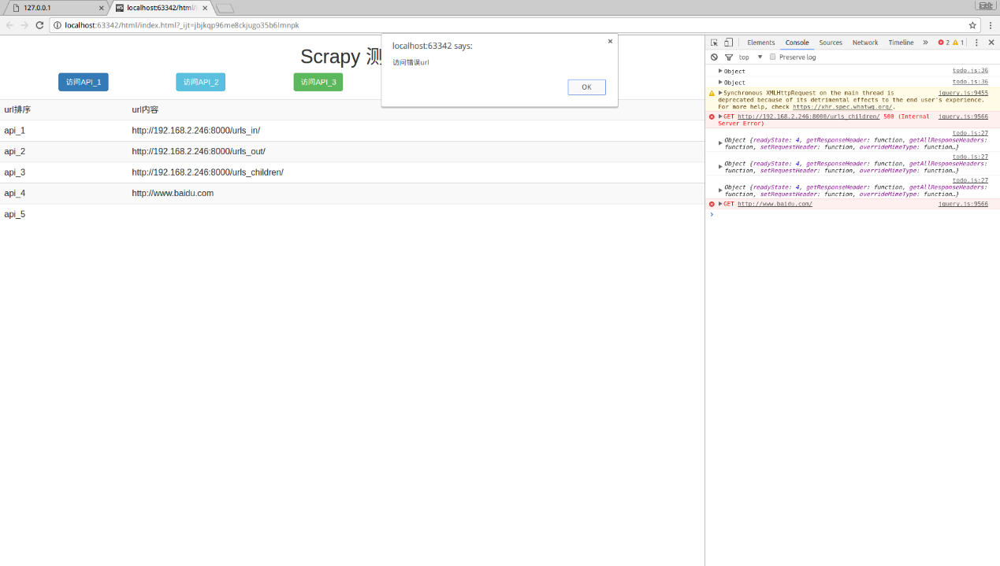 127.0.0.1
localhost:63342/html/i
localhost:63342/html/index.html?_ijt=jbjkqp96me8ckjugo35b6lmnpk
localhost:63342 says:
访问错误url
OK
Scrapy 测
访问API_1
访问API_2
访问API_3
url排序 url内容
api_1 http://192.168.2.246:8000/urls_in/
api_2 http://192.168.2.246:8000/urls_out/
api_3 http://192.168.2.246:8000/urls_children/
api_4 http://www.baidu.com
api_5
Elements Console Sources Network Timeline » 2 1
top Preserve log
Object todo.js:36
Object todo.js:36
Synchronous XMLHttpRequest on the main thread is jquery.js:9455
deprecated because of its detrimental effects to the end user's experience.
For more help, check https://xhr.spec.whatwg.org/.
GET http://192.168.2.246:8000/urls_children/ 500 (Internal jquery.js:9566
Server Error)
todo.js:27
Object {readyState: 4, getResponseHeader: function, getAllResponseHeaders:
function, setRequestHeader: function, overrideMimeType: function…}
todo.js:27
Object {readyState: 4, getResponseHeader: function, getAllResponseHeaders:
function, setRequestHeader: function, overrideMimeType: function…}
todo.js:27
Object {readyState: 4, getResponseHeader: function, getAllResponseHeaders:
function, setRequestHeader: function, overrideMimeType: function…}
GET http://www.baidu.com/ jquery.js:9566